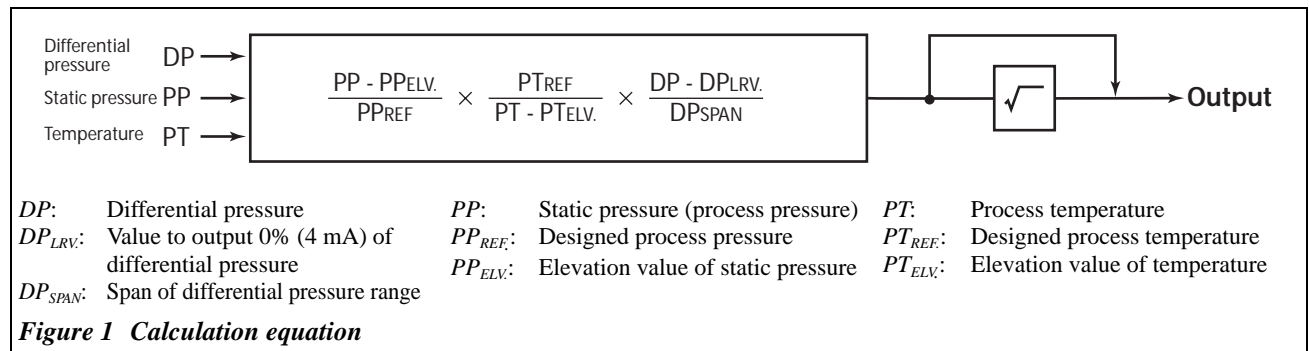 Differential
pressure DP
Static pressure PP
Temperature PT
PP - PPELV. / PPREF × PTREF / PT - PTELV. × DP - DPLRV. / DPSPAN
√
Output
DP: Differential pressure
DPLRV.: Value to output 0% (4 mA) of
differential pressure
DPSPAN: Span of differential pressure range
PP: Static pressure (process pressure)
PPREF.: Designed process pressure
PPELV.: Elevation value of static pressure
PT: Process temperature
PTREF.: Designed process temperature
PTELV.: Elevation value of temperature
Figure 1 Calculation equation